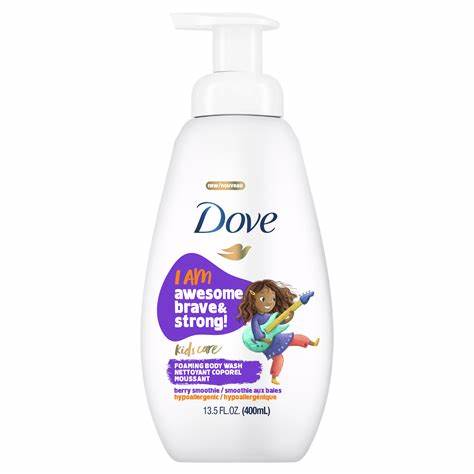 new/nouveau
Dove
I AM
awesome
brave&
strong!
kids care
FOAMING BODY WASH
NETTOYANT COPOREL
MOUSSANT
berry smoothie / smoothie aux baies
hypoallergenic / hypoallergénique
13.5 FL.OZ. (400mL)